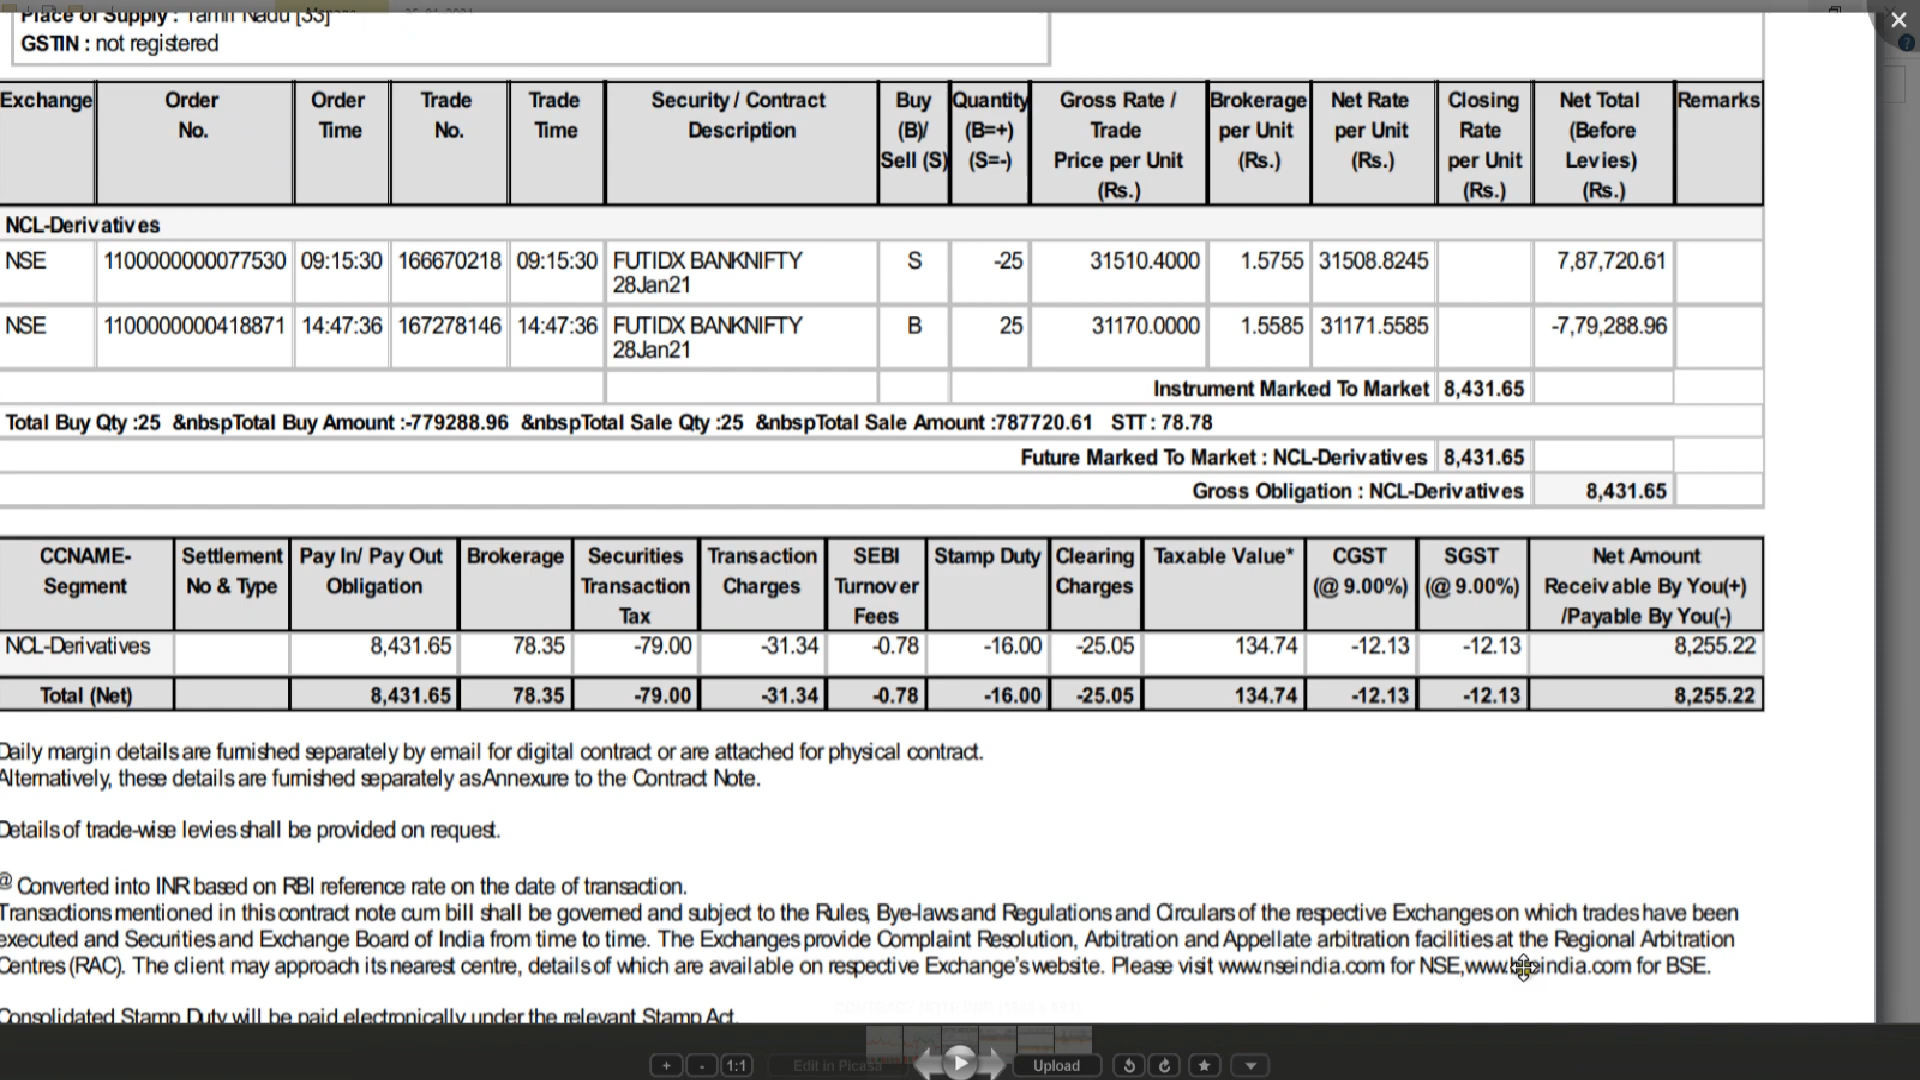 Place of Supply : Tamil Nadu [33]
GSTIN : not registered
Exchange Order No. Order Time Trade No. Trade Time Security / Contract Description Buy (B)/ Sell (S) Quantity (B=+) (S=-) Gross Rate / Trade Price per Unit (Rs.) Brokerage per Unit (Rs.) Net Rate per Unit (Rs.) Closing Rate per Unit (Rs.) Net Total (Before Levies) (Rs.) Remarks
NCL-Derivatives
NSE 1100000000077530 09:15:30 166670218 09:15:30 FUTIDX BANKNIFTY 28Jan21 S -25 31510.4000 1.5755 31508.8245 7,87,720.61
NSE 1100000000418871 14:47:36 167278146 14:47:36 FUTIDX BANKNIFTY 28Jan21 B 25 31170.0000 1.5585 31171.5585 -7,79,288.96
Instrument Marked To Market 8,431.65
Total Buy Qty :25 &nbspTotal Buy Amount :-779288.96 &nbspTotal Sale Qty :25 &nbspTotal Sale Amount :787720.61 STT : 78.78
Future Marked To Market : NCL-Derivatives 8,431.65
Gross Obligation : NCL-Derivatives 8,431.65
CCNAME-Segment Settlement No & Type Pay In/ Pay Out Obligation Brokerage Securities Transaction Tax Transaction Charges SEBI Turnover Fees Stamp Duty Clearing Charges Taxable Value* CGST (@ 9.00%) SGST (@ 9.00%) Net Amount Receivable By You(+) /Payable By You(-)
NCL-Derivatives 8,431.65 78.35 -79.00 -31.34 -0.78 -16.00 -25.05 134.74 -12.13 -12.13 8,255.22
Total (Net) 8,431.65 78.35 -79.00 -31.34 -0.78 -16.00 -25.05 134.74 -12.13 -12.13 8,255.22
Daily margin details are furnished separately by email for digital contract or are attached for physical contract.
Alternatively, these details are furnished separately as Annexure to the Contract Note.
Details of trade-wise levies shall be provided on request.
@ Converted into INR based on RBI reference rate on the date of transaction.
Transactions mentioned in this contract note cum bill shall be governed and subject to the Rules, Bye-laws and Regulations and Circulars of the respective Exchanges on which trades have been
executed and Securities and Exchange Board of India from time to time. The Exchanges provide Complaint Resolution, Arbitration and Appellate arbitration facilities at the Regional Arbitration
Centres (RAC). The client may approach its nearest centre, details of which are available on respective Exchange's website. Please visit www.nseindia.com for NSE, for BSE.
Consolidated Stamp Duty will be paid electronically under the relevant Stamp Act.
1:1 Edit in Picasa Upload